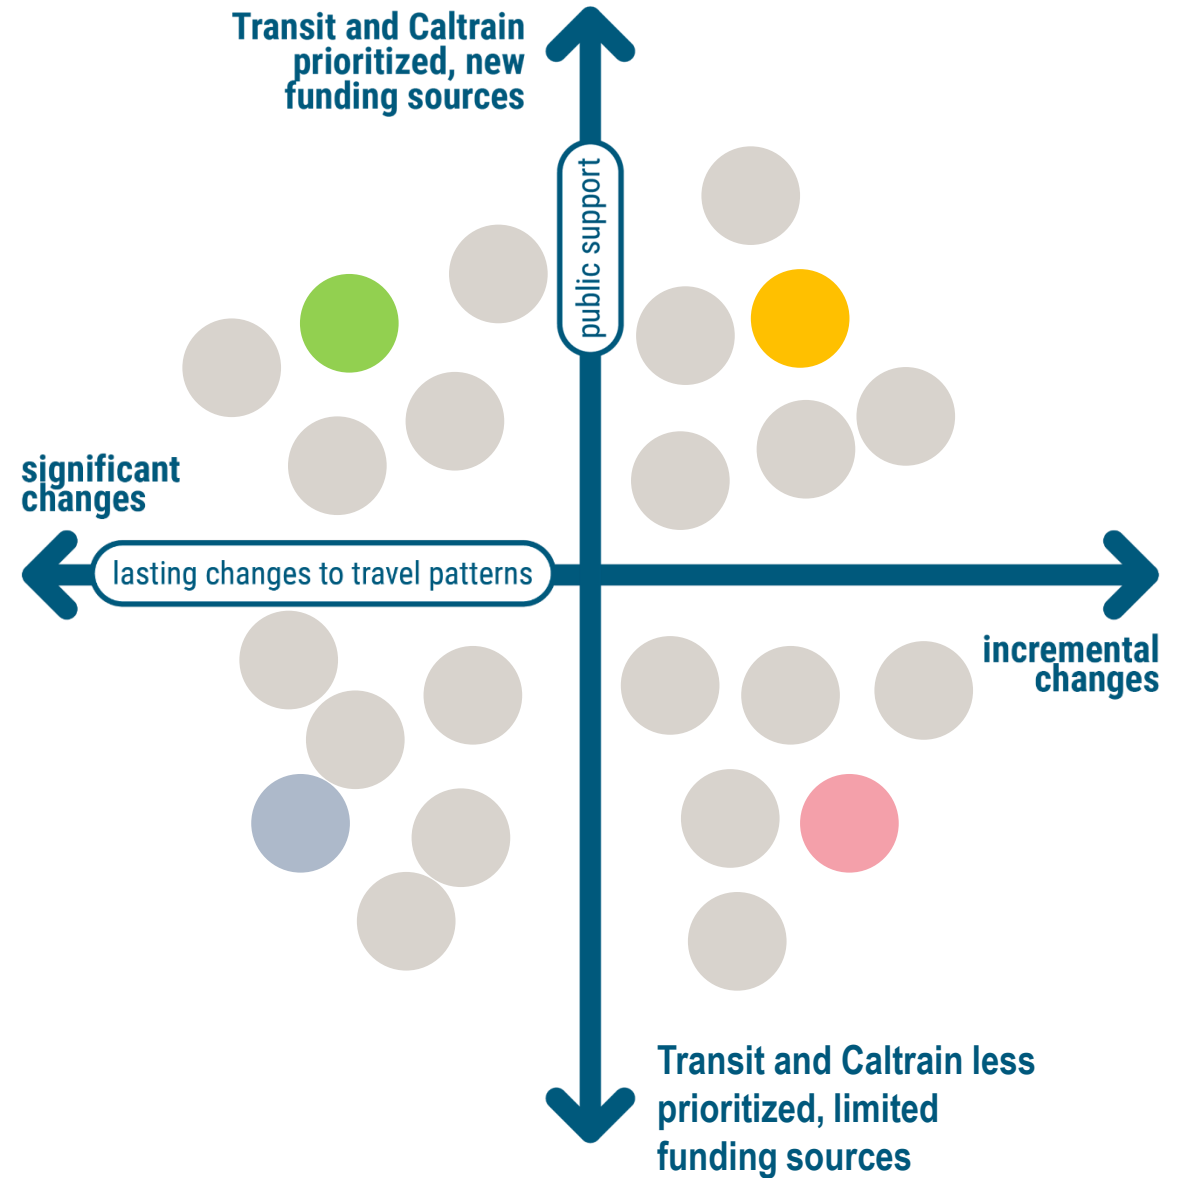 Transit and Caltrain
prioritized, new
funding sources
public support
significant
changes
lasting changes to travel patterns
incremental
changes
Transit and Caltrain less
prioritized, limited
funding sources